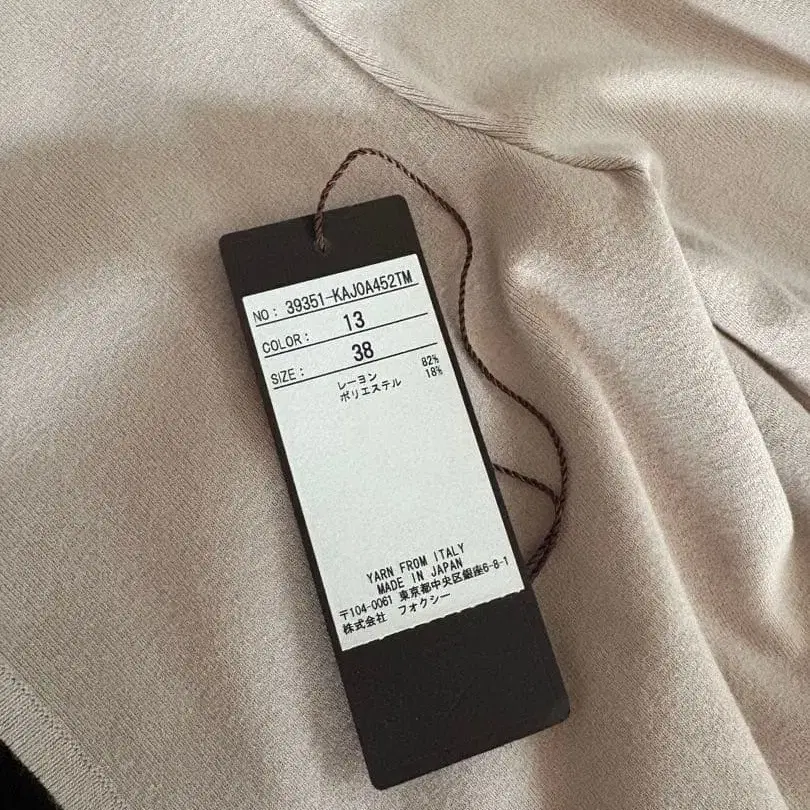 NO: 39351-KAJ0A452TM
COLOR: 13
SIZE: 38
レーヨン 82%
ポリエステル 18%
YARN FROM ITALY
MADE IN JAPAN
〒104-0061 東京都中央区銀座6-8-1
株式会社 フォクシー